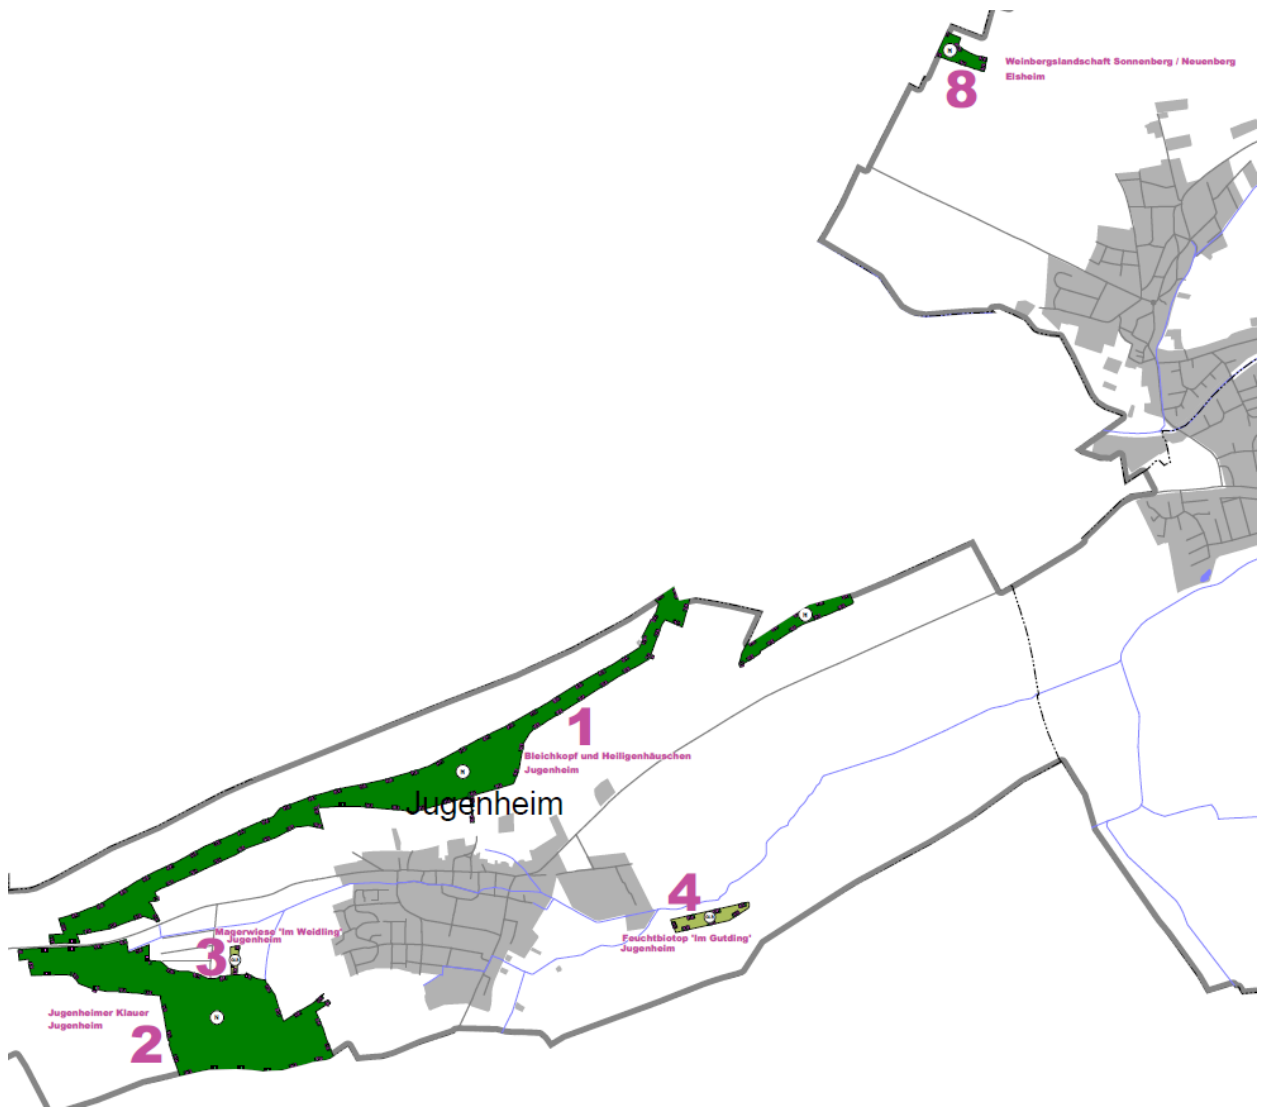 Weinbergslandschaft Sonnenberg / Neuenberg
Elsheim
8
1
Bleichkopf und Heiligenhäuschen
Jugenheim
Jugenheim
4
Feuchtbiotop 'Im Gutding'
Jugenheim
Magerwiese 'Im Weidling'
Jugenheim
3
Jugenheimer Klauer
Jugenheim
2
N
N
N
N